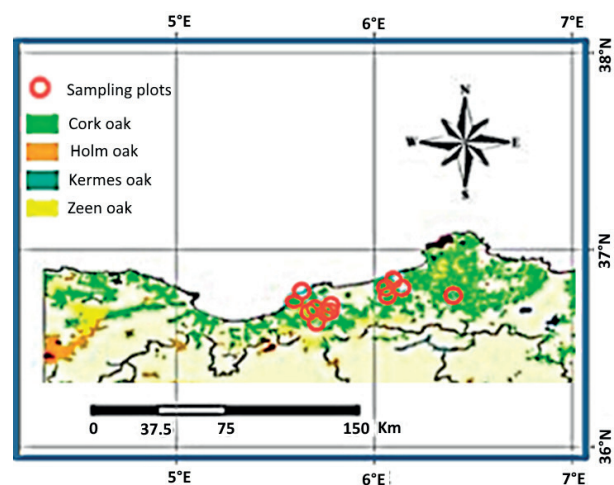 5°E 6°E 7°E
38°N
Sampling plots
Cork oak
Holm oak
Kermes oak
Zeen oak
N
W E
S
37°N
0 37.5 75 150 Km
36°N
5°E 6°E 7°E